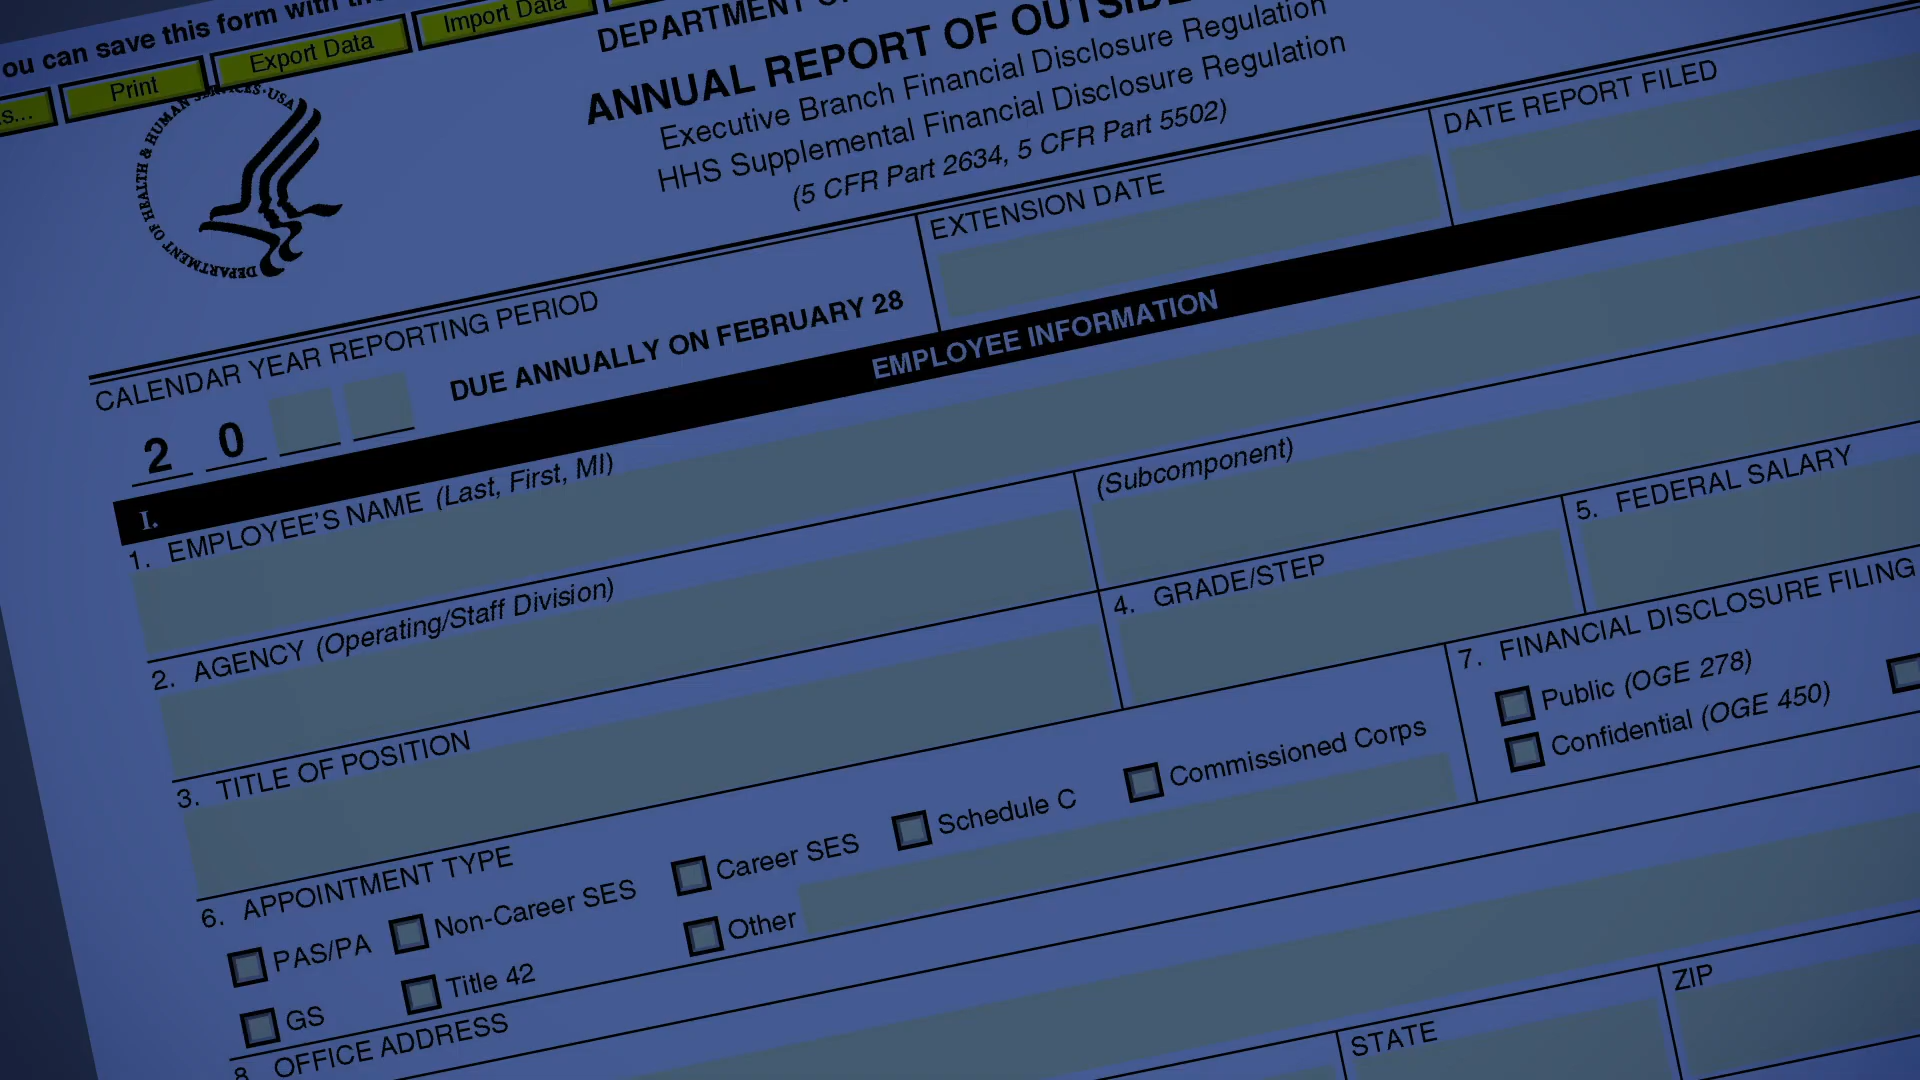 ou can save this form with the
s...
Print
Export Data
Import Data
DEPARTMENT OF HEALTH & HUMAN SERVICES·USA
DEPARTMENT O
ANNUAL REPORT OF OUTSIDE
Executive Branch Financial Disclosure Regulation
HHS Supplemental Financial Disclosure Regulation
(5 CFR Part 2634, 5 CFR Part 5502)
CALENDAR YEAR REPORTING PERIOD
2 0
DUE ANNUALLY ON FEBRUARY 28
EXTENSION DATE
DATE REPORT FILED
I.
EMPLOYEE INFORMATION
1. EMPLOYEE'S NAME (Last, First, MI)
2. AGENCY (Operating/Staff Division)
(Subcomponent)
3. TITLE OF POSITION
4. GRADE/STEP
5. FEDERAL SALARY
6. APPOINTMENT TYPE
PAS/PA
Non-Career SES
Career SES
Schedule C
Commissioned Corps
GS
Title 42
Other
7. FINANCIAL DISCLOSURE FILING
Public (OGE 278)
Confidential (OGE 450)
8. OFFICE ADDRESS
STATE
ZIP